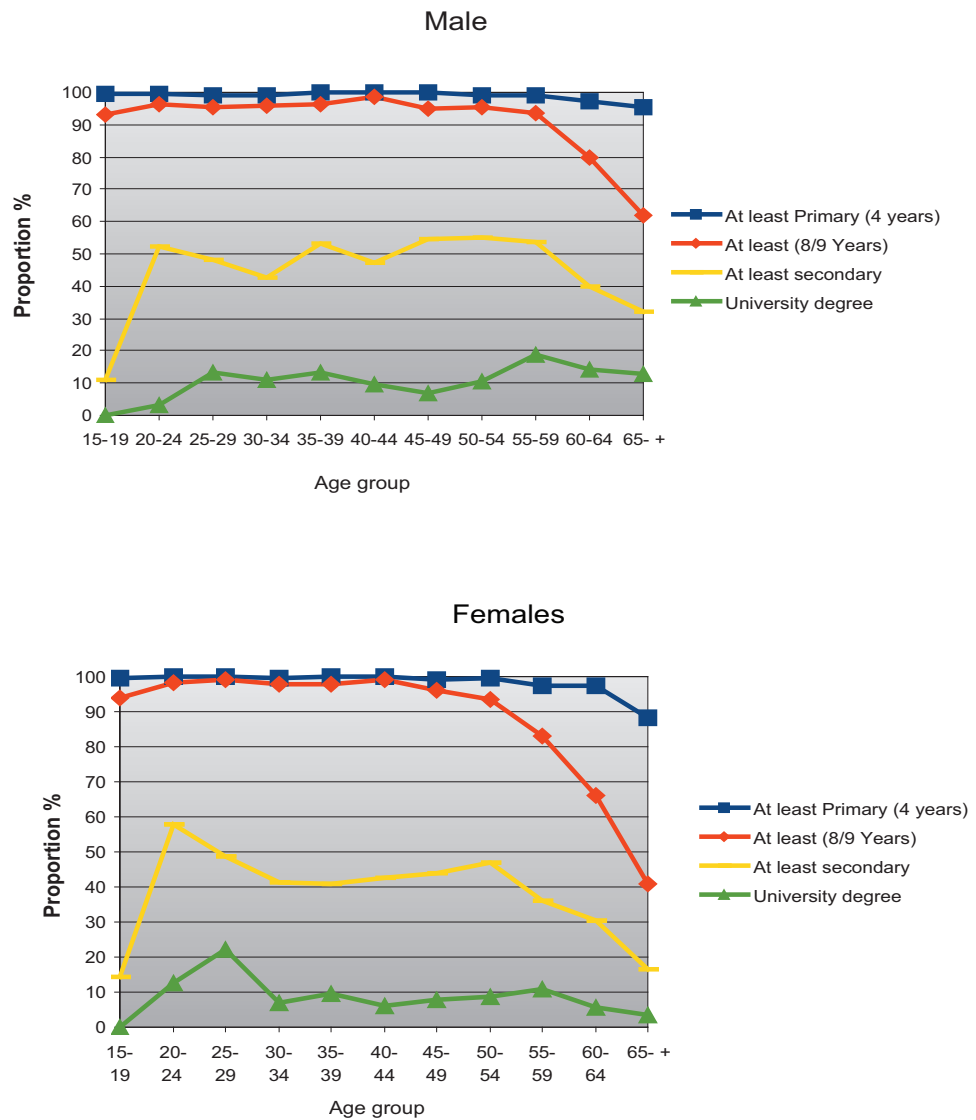 Male
Proportion %
100
90
80
70
60
50
40
30
20
10
0
15-19 20-24 25-29 30-34 35-39 40-44 45-49 50-54 55-59 60-64 65- +
Age group
At least Primary (4 years)
At least (8/9 Years)
At least secondary
University degree
Females
Proportion %
100
90
80
70
60
50
40
30
20
10
0
15- 20- 25- 30- 35- 40- 45- 50- 55- 60- 65- +
19 24 29 34 39 44 49 54 59 64
Age group
At least Primary (4 years)
At least (8/9 Years)
At least secondary
University degree